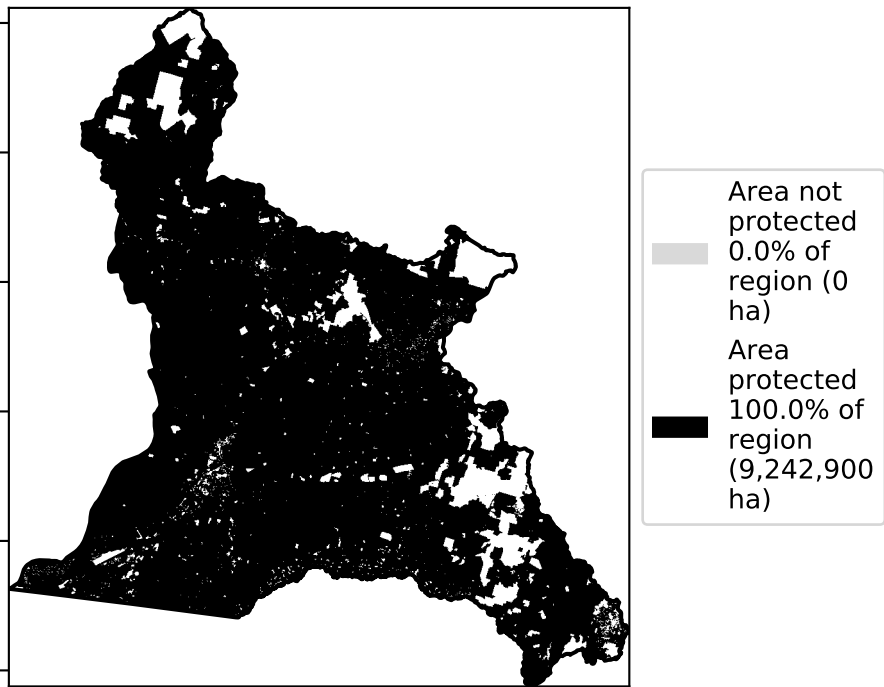 Area not
protected
0.0% of
region (0
ha)
Area
protected
100.0% of
region
(9,242,900
ha)